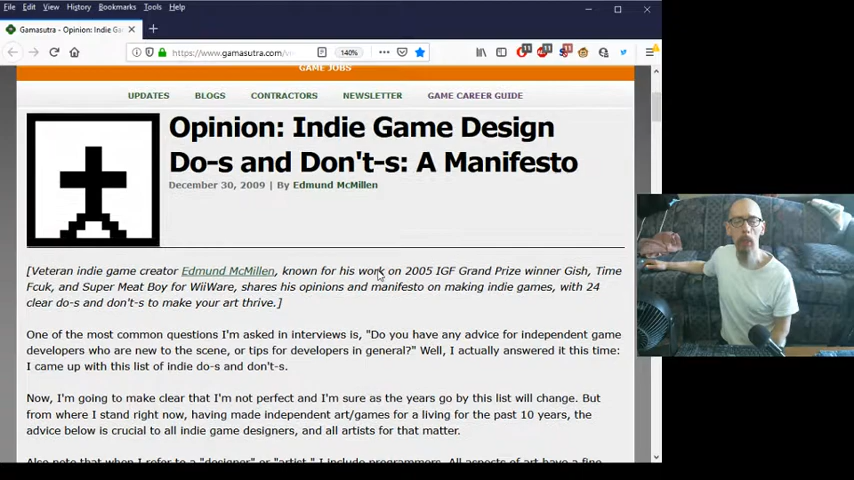 File Edit View History Bookmarks Tools Help
Gamasutra - Opinion: Indie Ga
https://www.gamasutra.com/v
140%
11
11
GAME JOBS
UPDATES BLOGS CONTRACTORS NEWSLETTER GAME CAREER GUIDE
Opinion: Indie Game Design
Do-s and Don't-s: A Manifesto
December 30, 2009 | By Edmund McMillen
[Veteran indie game creator Edmund McMillen, known for his work on 2005 IGF Grand Prize winner Gish, Time
Fcuk, and Super Meat Boy for WiiWare, shares his opinions and manifesto on making indie games, with 24
clear do-s and don't-s to make your art thrive.]
One of the most common questions I'm asked in interviews is, "Do you have any advice for independent game
developers who are new to the scene, or tips for developers in general?" Well, I actually answered it this time:
I came up with this list of indie do-s and don't-s.
Now, I'm going to make clear that I'm not perfect and I'm sure as the years go by this list will change. But
from where I stand right now, having made independent art/games for a living for the past 10 years, the
advice below is crucial to all indie game designers, and all artists for that matter.
Also note that when I refer to a "designer" or "artist," I include programmers. All aspects of art have a fine